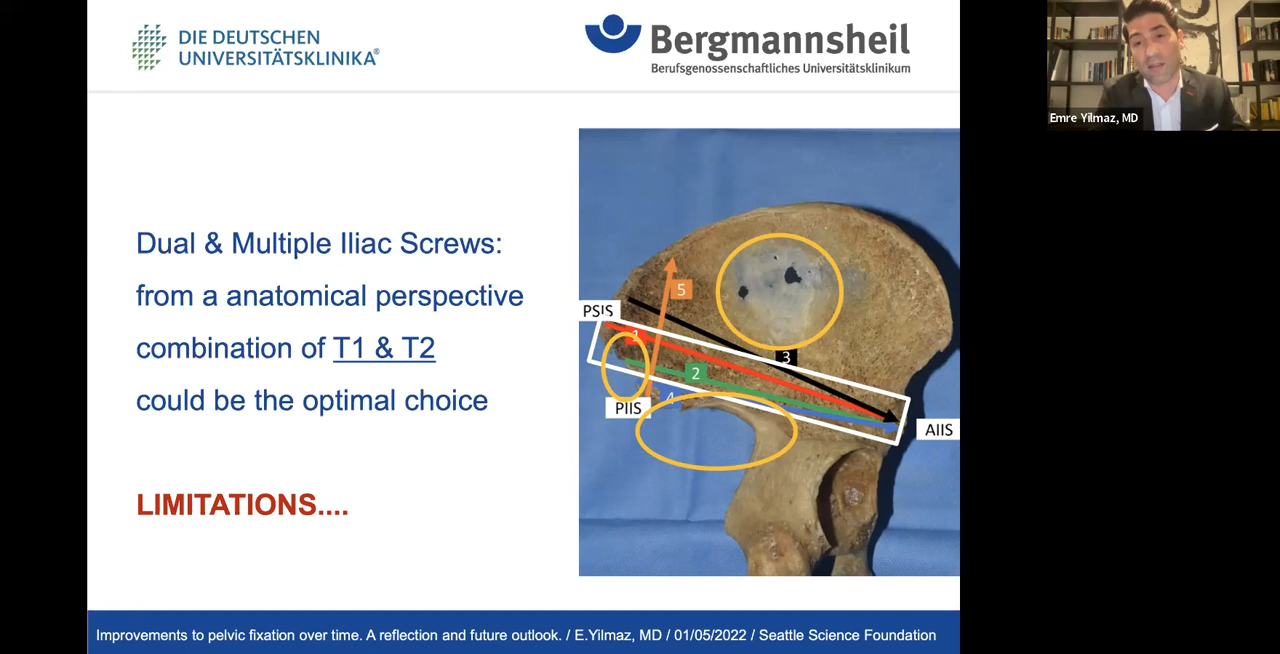 DIE DEUTSCHEN
UNIVERSITÄTSKLINIKA®
Bergmannsheil
Berufsgenossenschaftliches Universitätsklinikum
Emre Yilmaz, MD
Dual & Multiple Iliac Screws:
from a anatomical perspective
combination of T1 & T2
could be the optimal choice
LIMITATIONS....
5
PSIS
1
3
2
4
PIIS
AIIS
Improvements to pelvic fixation over time. A reflection and future outlook. / E.Yilmaz, MD / 01/05/2022 / Seattle Science Foundation